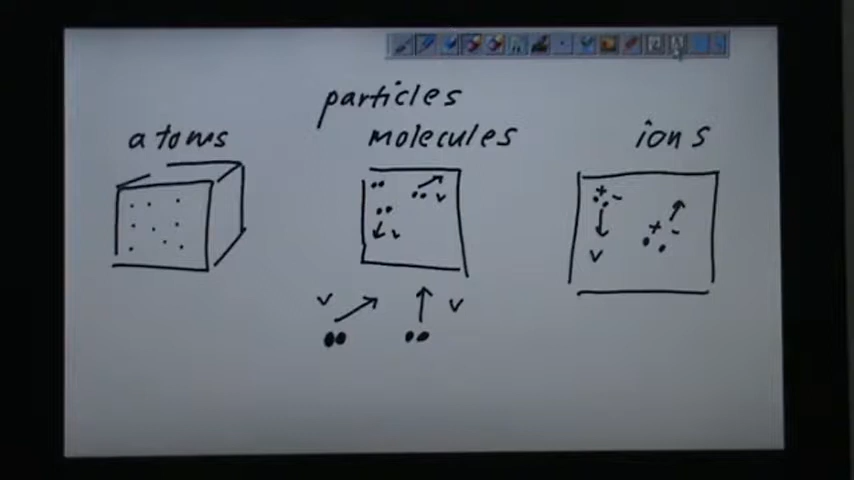 particles
atoms molecules ions
+ -
v
v
v
+ -
v
v